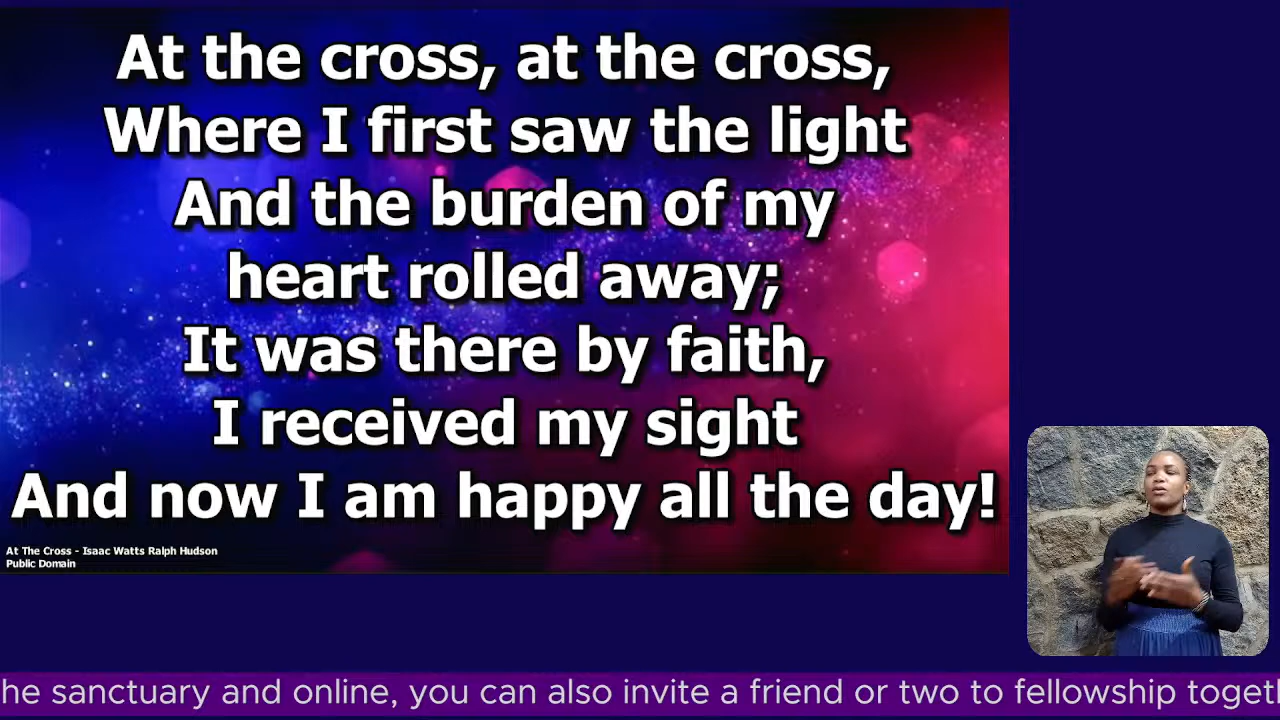 At the cross, at the cross,
Where I first saw the light
And the burden of my
heart rolled away;
It was there by faith,
I received my sight
And now I am happy all the day!
At The Cross - Isaac Watts Ralph Hudson
Public Domain
he sanctuary and online, you can also invite a friend or two to fellowship toget